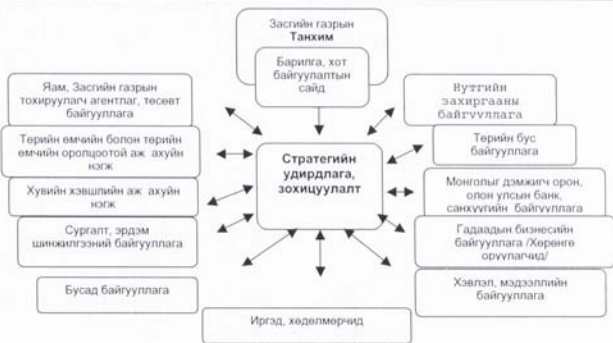 Засгийн газрын
Танхим
Барилга, хот
байгуулалтын
сайд
Яам, Засгийн газрын
тохируулагч агентлаг, төсөвт
байгууллага
Төрийн өмчийн болон төрийн
өмчийн оролцоотой аж ахуйн
нэгж
Хувийн хэвшлийн аж ахуйн
нэгж
Сургалт, эрдэм
шинжилгээний байгууллага
Бусад байгууллага
Стратегийн
удирдлага,
зохицуулалт
Нутгийн
захиргааны
байгууллага
Төрийн бус
байгууллага
Монголыг дэмжигч орон,
олон улсын банк,
санхүүгийн байгууллага
Гадаадын бизнесийн
байгууллага /Хөрөнгө
оруулагчид/
Хэвлэл, мэдээллийн
байгууллага
Иргэд, хөдөлмөрчид